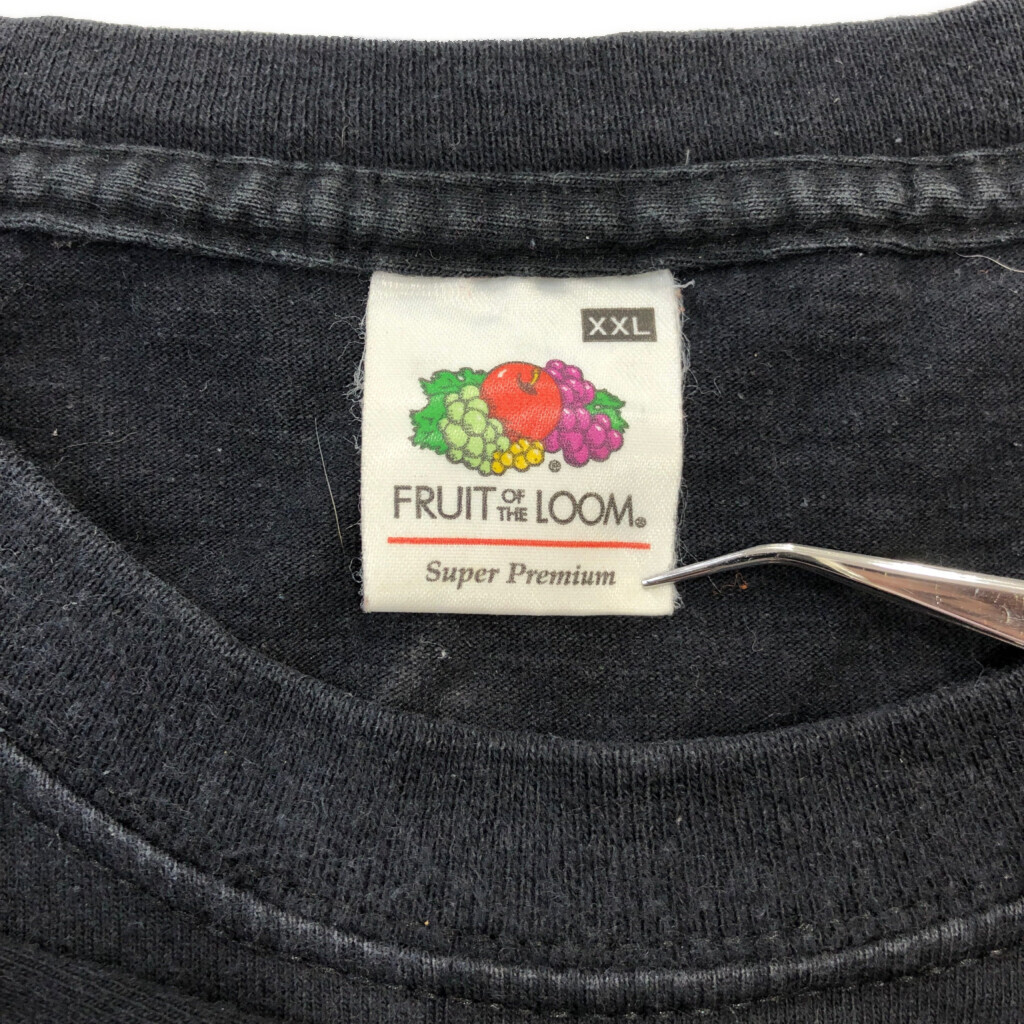 XXL
FRUIT OF THE LOOM®
Super Premium